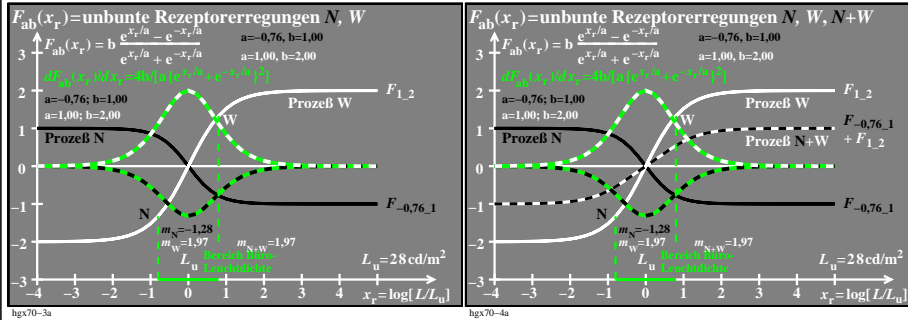 F_ab(x_r)=unbunte Rezeptorerregungen N, W
F_ab(x_r) = b (e^{x_r/a} – e^{–x_r/a}) / (e^{x_r/a} + e^{–x_r/a})
a=–0,76, b=1,00
a=1,00, b=2,00
dF_ab(x_r)/dx_r=4b/[a {e^{x_r/a}+e^{–x_r/a}}^2]
a=–0,76; b=1,00
a=1,00; b=2,00
Prozeß W
F_1_2
Prozeß N
W
N
F_–0,76_1
m_N=–1,28
m_W=1,97
m_N+W=1,97
L_u
Bereich Büro-
Leuchtdichte
L_u=28cd/m^2
3
2
1
0
–1
–2
–3
–4 –3 –2 –1 0 1 2 3 4
x_r=log[L/L_u]
hgx70-3a
F_ab(x_r)=unbunte Rezeptorerregungen N, W, N+W
F_ab(x_r) = b (e^{x_r/a} – e^{–x_r/a}) / (e^{x_r/a} + e^{–x_r/a})
a=–0,76, b=1,00
a=1,00, b=2,00
dF_ab(x_r)/dx_r=4b/[a {e^{x_r/a}+e^{–x_r/a}}^2]
a=–0,76; b=1,00
a=1,00; b=2,00
Prozeß W
F_1_2
Prozeß N
W
F_–0,76_1
+ F_1_2
Prozeß N+W
N
F_–0,76_1
m_N=–1,28
m_W=1,97
m_N+W=1,97
L_u
Bereich Büro-
Leuchtdichte
L_u=28cd/m^2
3
2
1
0
–1
–2
–3
–4 –3 –2 –1 0 1 2 3 4
x_r=log[L/L_u]
hgx70-4a